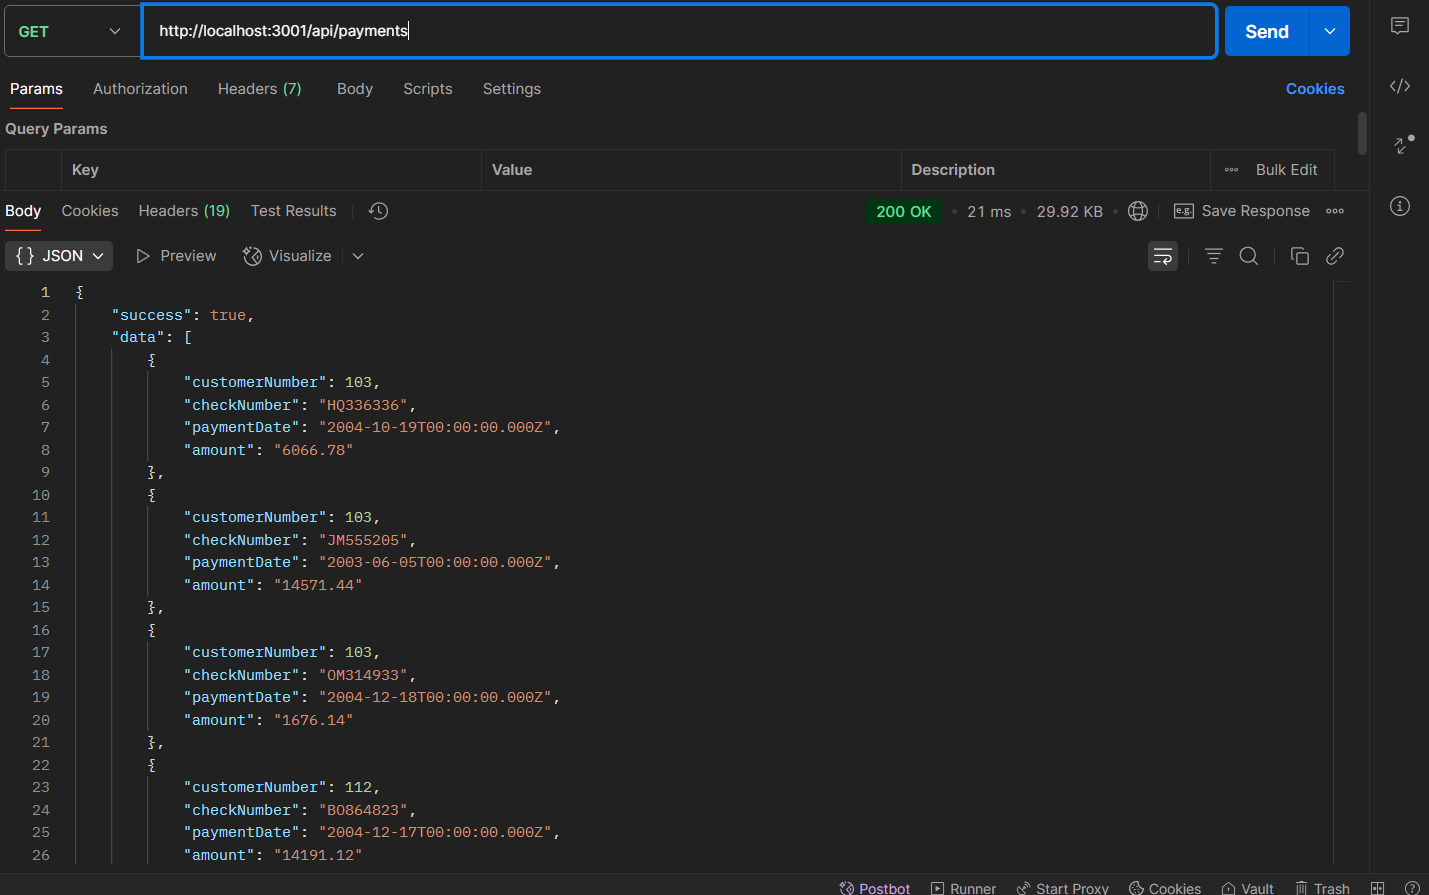 GET http://localhost:3001/api/payments Send
Params Authorization Headers (7) Body Scripts Settings Cookies
Query Params
Key Value Description Bulk Edit
Body Cookies Headers (19) Test Results 200 OK 21 ms 29.92 KB e.g. Save Response
{} JSON Preview Visualize
1 {
2 "success": true,
3 "data": [
4 {
5 "customerNumber": 103,
6 "checkNumber": "HQ336336",
7 "paymentDate": "2004-10-19T00:00:00.000Z",
8 "amount": "6066.78"
9 },
10 {
11 "customerNumber": 103,
12 "checkNumber": "JM555205",
13 "paymentDate": "2003-06-05T00:00:00.000Z",
14 "amount": "14571.44"
15 },
16 {
17 "customerNumber": 103,
18 "checkNumber": "OM314933",
19 "paymentDate": "2004-12-18T00:00:00.000Z",
20 "amount": "1676.14"
21 },
22 {
23 "customerNumber": 112,
24 "checkNumber": "BO864823",
25 "paymentDate": "2004-12-17T00:00:00.000Z",
26 "amount": "14191.12"
Postbot Runner Start Proxy Cookies Vault Trash